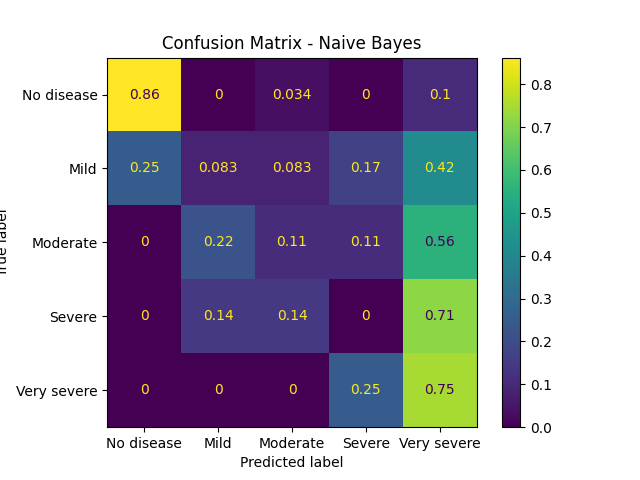 Confusion Matrix - Naive Bayes
No disease 0.86 0 0.034 0 0.1
Mild 0.25 0.083 0.083 0.17 0.42
Moderate 0 0.22 0.11 0.11 0.56
Severe 0 0.14 0.14 0 0.71
Very severe 0 0 0 0.25 0.75
No disease Mild Moderate Severe Very severe
Predicted label
True label
0.8
0.7
0.6
0.5
0.4
0.3
0.2
0.1
0.0